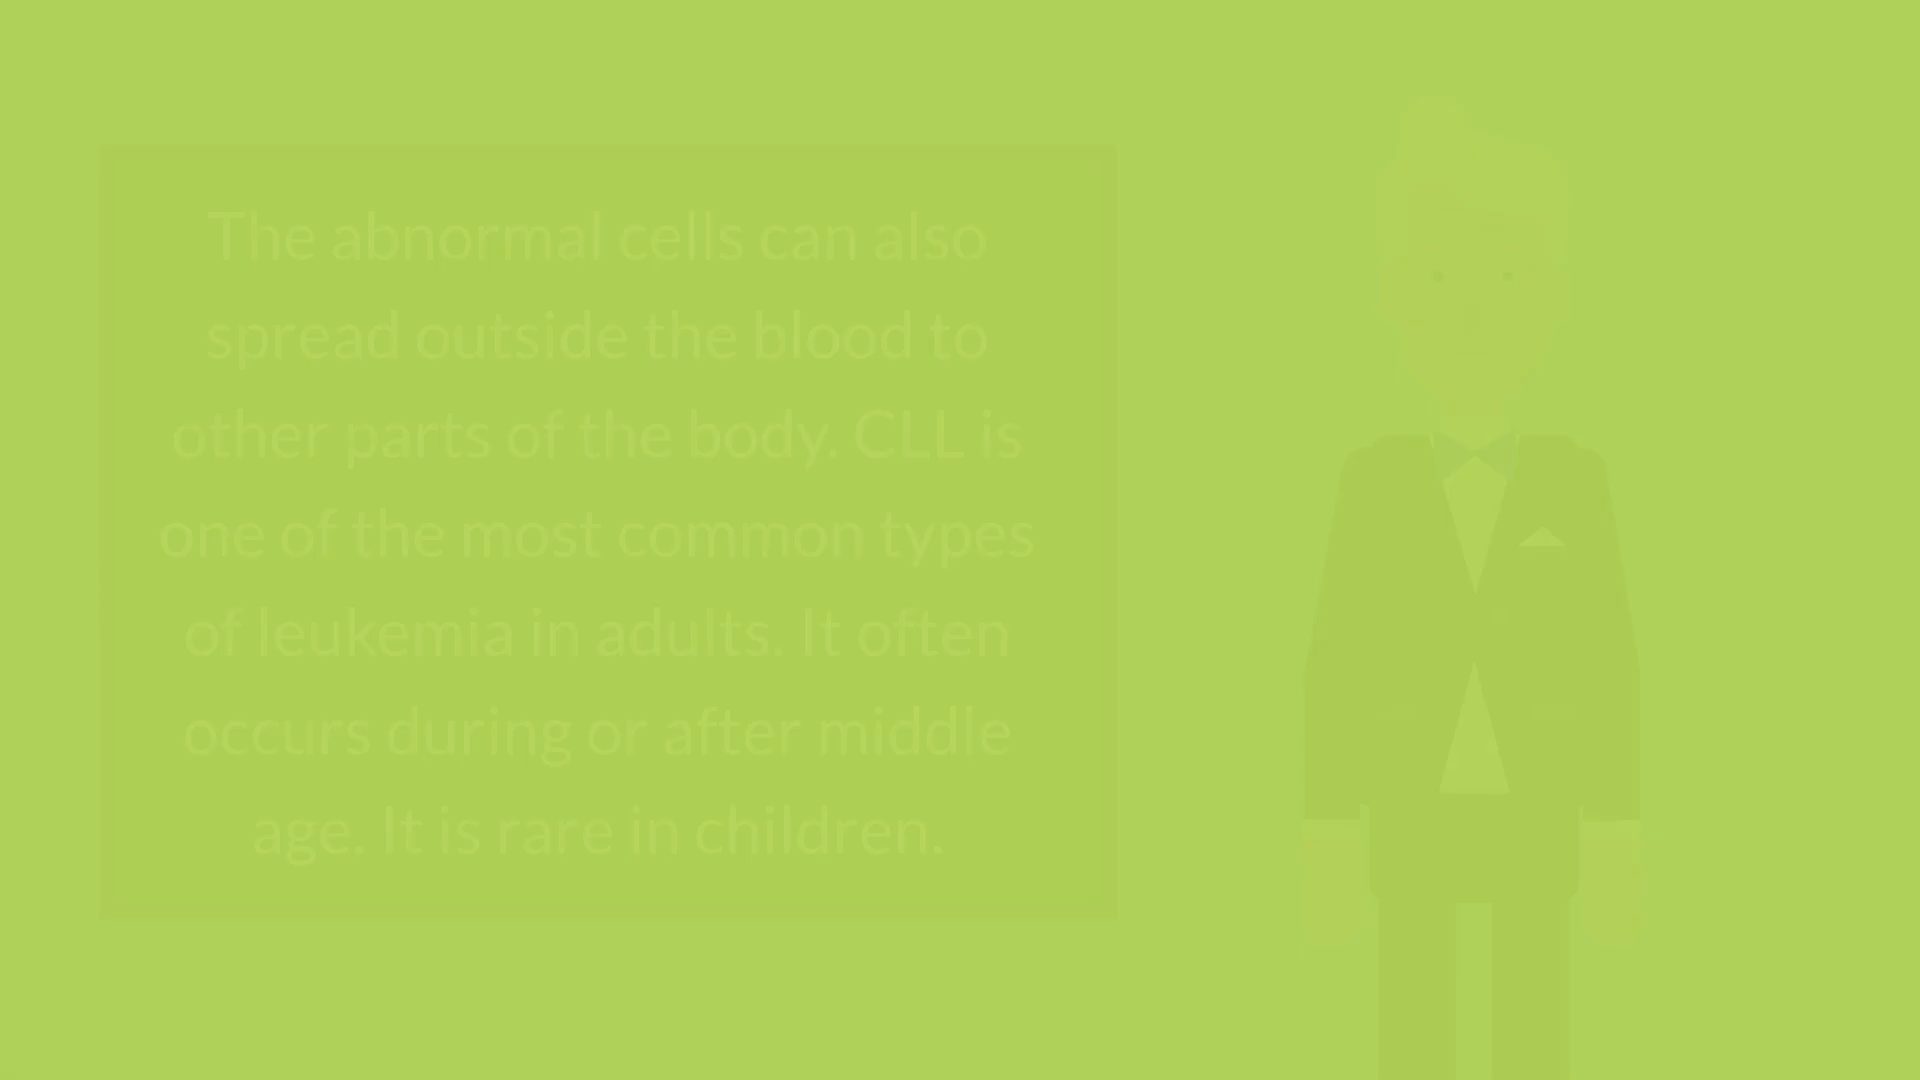 The abnormal cells can also
spread outside the blood to
other parts of the body. CLL is
one of the most common types
of leukemia in adults. It often
occurs during or after middle
age. It is rare in children.